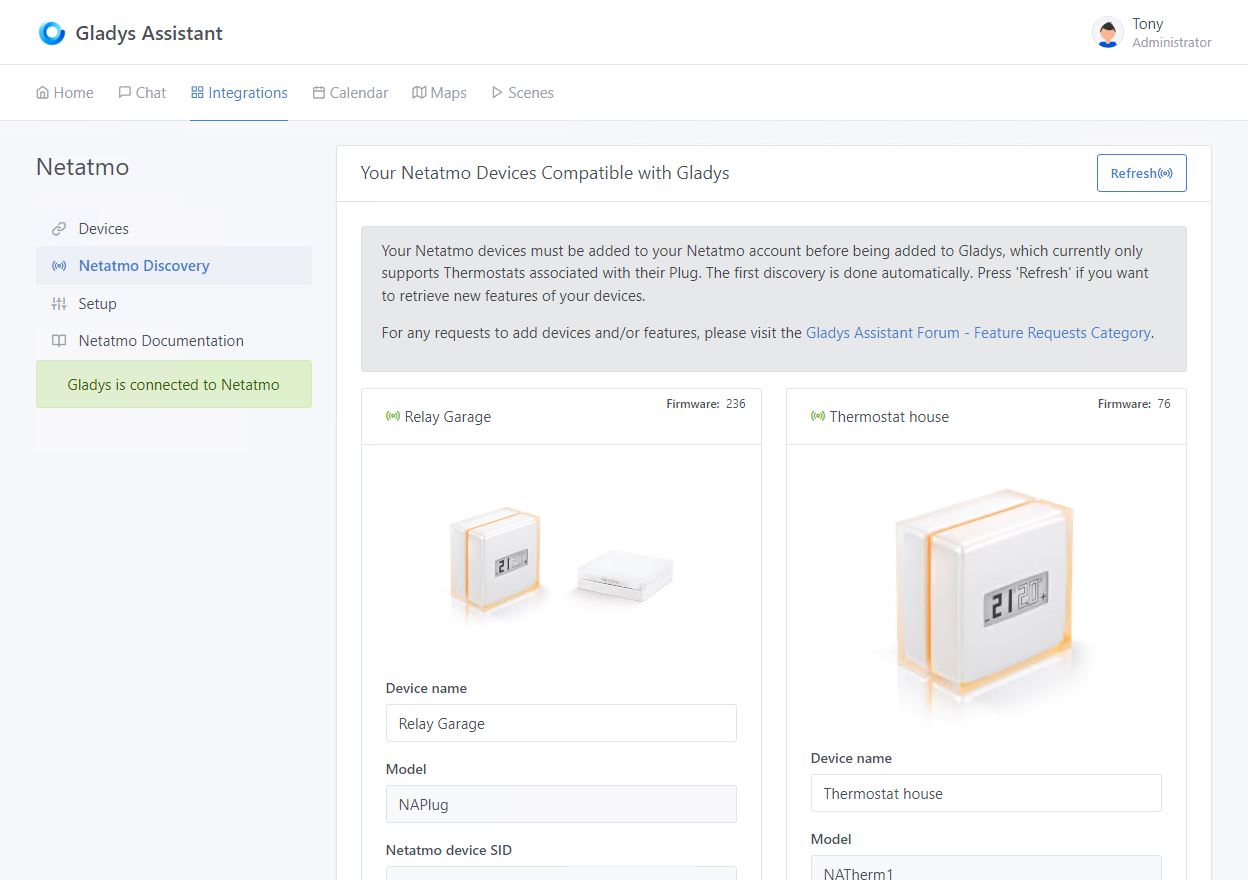 Gladys Assistant
Tony
Administrator
Home
Chat
Integrations
Calendar
Maps
Scenes
Netatmo
Devices
Netatmo Discovery
Setup
Netatmo Documentation
Gladys is connected to Netatmo
Your Netatmo Devices Compatible with Gladys
Refresh
Your Netatmo devices must be added to your Netatmo account before being added to Gladys, which currently only
supports Thermostats associated with their Plug. The first discovery is done automatically. Press 'Refresh' if you want
to retrieve new features of your devices.
For any requests to add devices and/or features, please visit the Gladys Assistant Forum - Feature Requests Category.
Relay Garage
Firmware: 236
21 20
Device name
Relay Garage
Model
NAPlug
Netatmo device SID
Thermostat house
Firmware: 76
- 21° 20° +
Device name
Thermostat house
Model
NATherm1